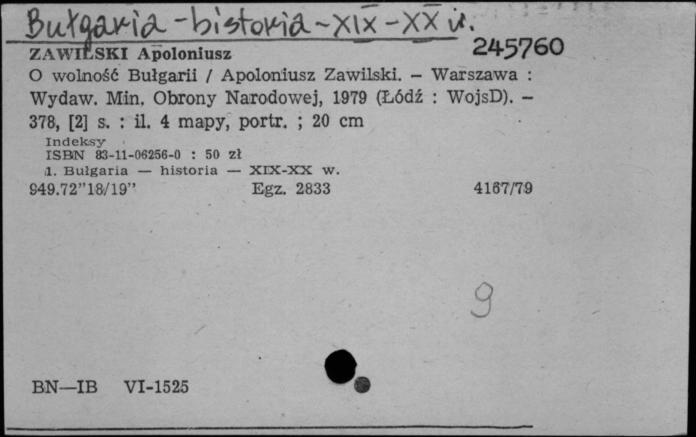 Bułgaria - historia - XIX - XX w.
ZAWILSKI Apoloniusz 245760
O wolność Bułgarii / Apoloniusz Zawilski. — Warszawa :
Wydaw. Min. Obrony Narodowej, 1979 (Łódź : WojsD). —
378, [2] s. : il. 4 mapy, portr. ; 20 cm
Indeksy
ISBN 83-11-06256-0 : 50 zł
1. Bułgaria — historia — XIX-XX w.
949.72"18/19" Egz. 2833 4167/79
9
BN—IB VI-1525